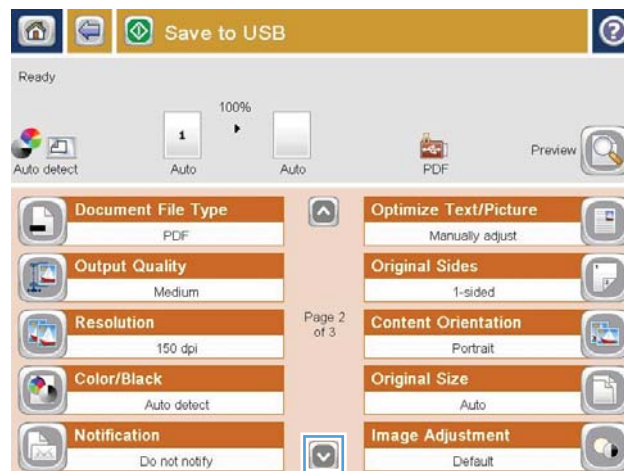 Save to USB
Ready
100%
1
Auto detect
Auto
Auto
PDF
Preview
Document File Type
PDF
Output Quality
Medium
Resolution
150 dpi
Color/Black
Auto detect
Notification
Do not notify
Page 2
of 3
Optimize Text/Picture
Manually adjust
Original Sides
1-sided
Content Orientation
Portrait
Original Size
Auto
Image Adjustment
Default